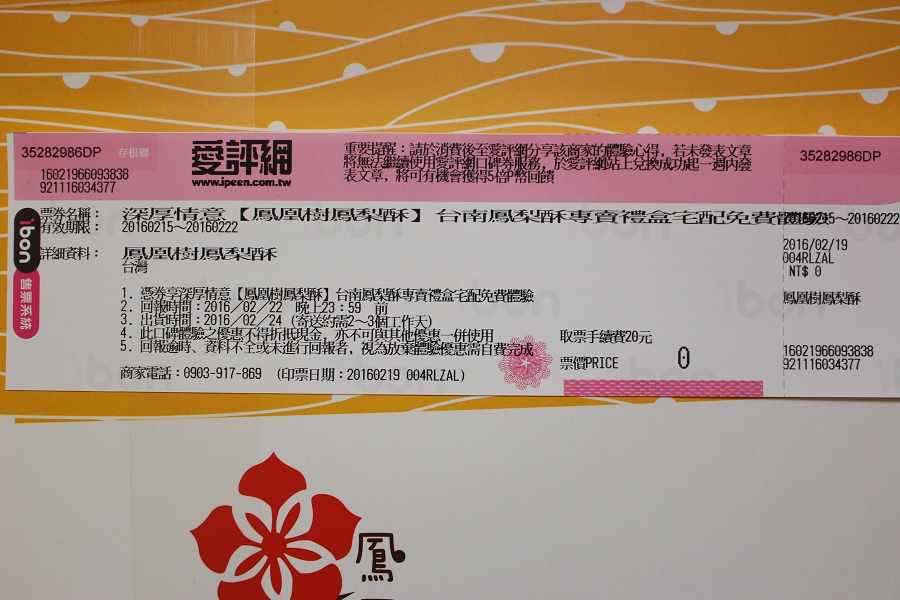 35282986DP 存根聯
16021966093838
921116034377
愛評網
www.ipeen.com.tw
重要提醒：請於消費後至愛評網分享該商家的體驗心得，若未發表文章
將無法繼續使用愛評網口碑券服務，於愛評網站上兌換成功起一週內發
表文章，將可有機會獲得5倍P幣回饋
35282986DP
ibon
售票系統
票券名稱： 深厚情意【鳳凰樹鳳梨酥】台南鳳梨酥專賣禮盒宅配免費體驗
有效期限： 20160215~20160222
詳細資料： 鳳凰樹鳳梨酥
台灣
1. 憑券享深厚情意【鳳凰樹鳳梨酥】台南鳳梨酥專賣禮盒宅配免費體驗
2. 回報時間：2016／02／22 晚上23：59 前
3. 出貨時間：2016／02／24（寄送約需2~3個工作天）
4. 此口碑體驗之優惠不得折抵現金，亦不可與其他優惠一併使用
5. 回報逾時、資料不全或未進行回報者，視為放棄體驗優惠需自費完成
商家電話：0903-917-869 （印票日期：20160219 004RLZAL）
取票手續費20元
票價PRICE 0
20160215~20160222
2016/02/19
004RLZAL
NT$ 0
鳳凰樹鳳梨酥
16021966093838
921116034377
鳳